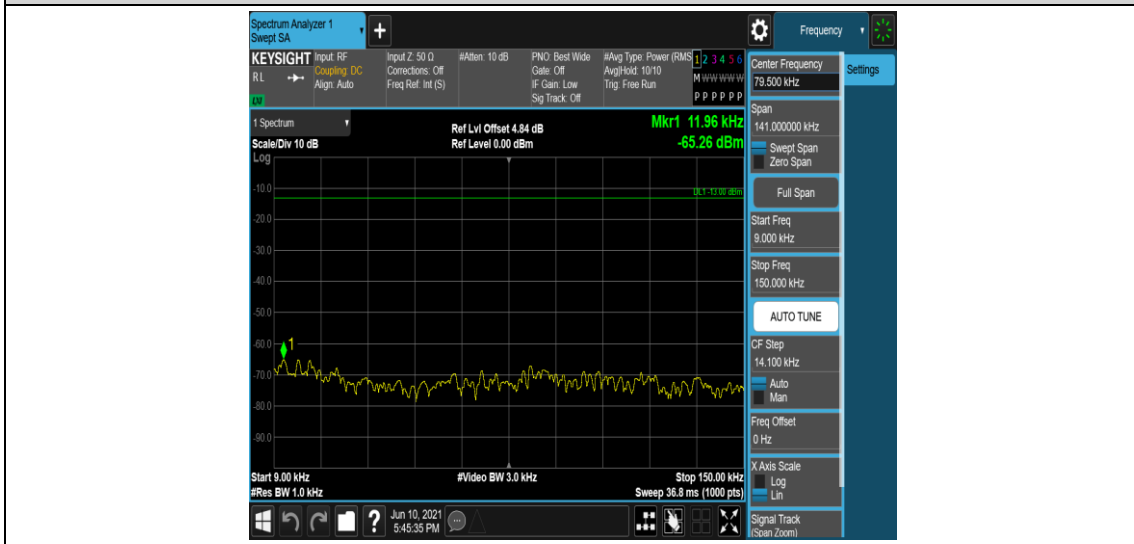 Spectrum Analyzer 1
Swept SA
+
Frequency
KEYSIGHT
RL
LXI
Input: RF
Coupling: DC
Align: Auto
Input Z: 50 Ω
Corrections: Off
Freq Ref: Int (S)
#Atten: 10 dB
PNO: Best Wide
Gate: Off
IF Gain: Low
Sig Track: Off
#Avg Type: Power (RMS
Avg|Hold: 10/10
Trig: Free Run
1 2 3 4 5 6
M W W W W W
P P P P P P
1 Spectrum
Scale/Div 10 dB
Log
Ref Lvl Offset 4.84 dB
Ref Level 0.00 dBm
Mkr1 11.96 kHz
-65.26 dBm
-10.0
DL1 -13.00 dBm
-20.0
-30.0
-40.0
-50.0
-60.0
1
-70.0
-80.0
-90.0
Start 9.00 kHz
#Res BW 1.0 kHz
#Video BW 3.0 kHz
Stop 150.00 kHz
Sweep 36.8 ms (1000 pts)
?
Jun 10, 2021
5:45:35 PM
Center Frequency
79.500 kHz
Settings
Span
141.000000 kHz
Swept Span
Zero Span
Full Span
Start Freq
9.000 kHz
Stop Freq
150.000 kHz
AUTO TUNE
CF Step
14.100 kHz
Auto
Man
Freq Offset
0 Hz
X Axis Scale
Log
Lin
Signal Track
(Span Zoom)